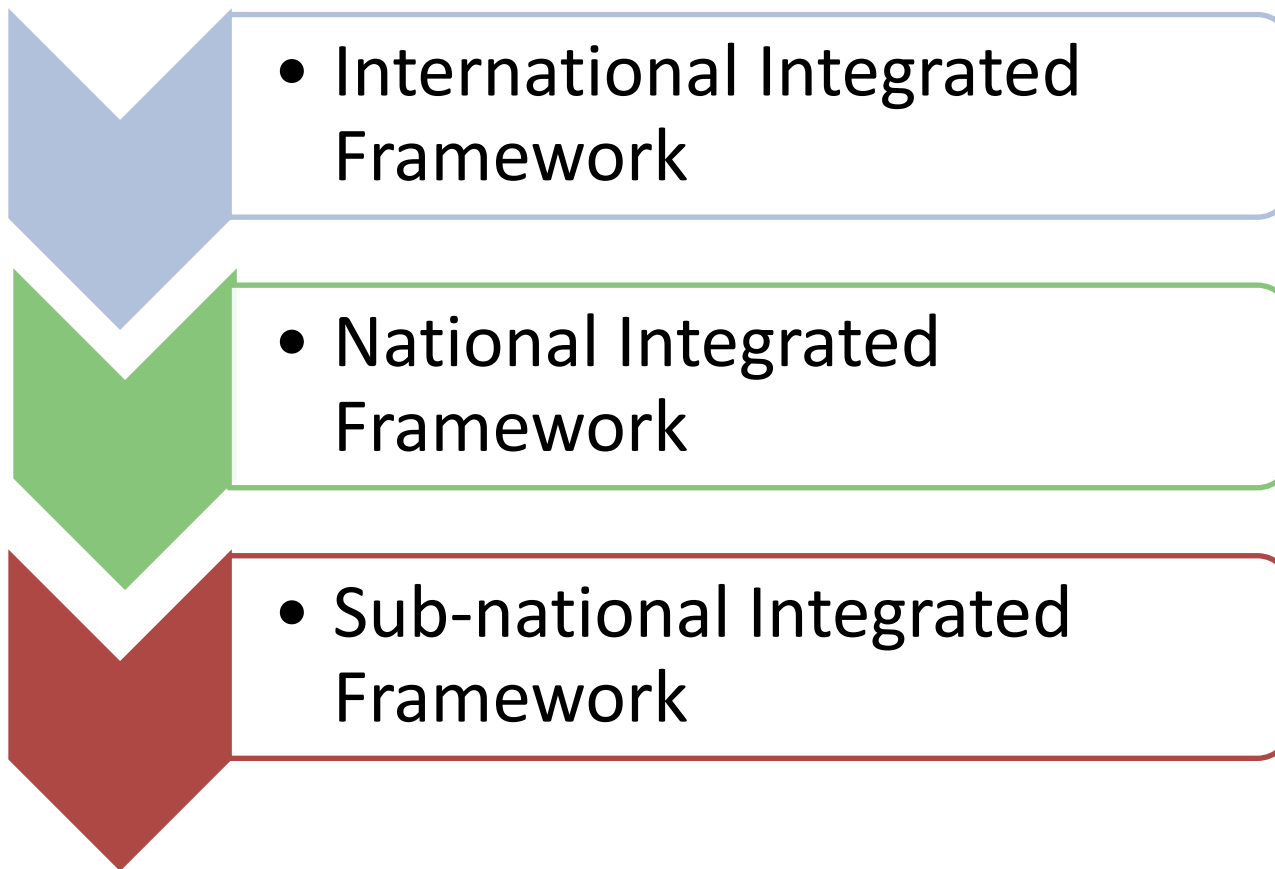 • International Integrated
Framework
• National Integrated
Framework
• Sub-national Integrated
Framework